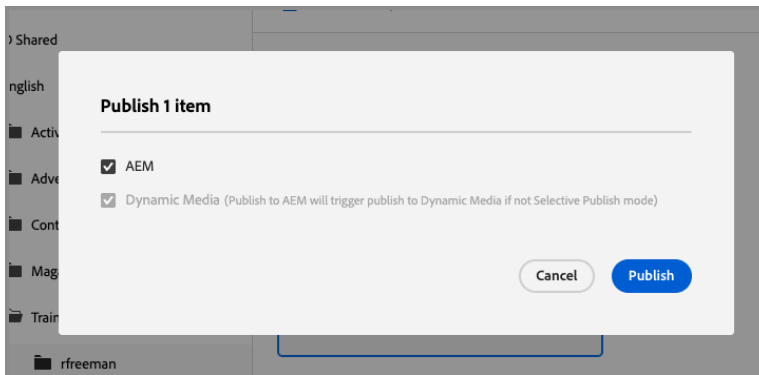 Shared
nglish
Activ
Adve
Cont
Mag
Train
rfreeman
Publish 1 item
AEM
Dynamic Media (Publish to AEM will trigger publish to Dynamic Media if not Selective Publish mode)
Cancel
Publish